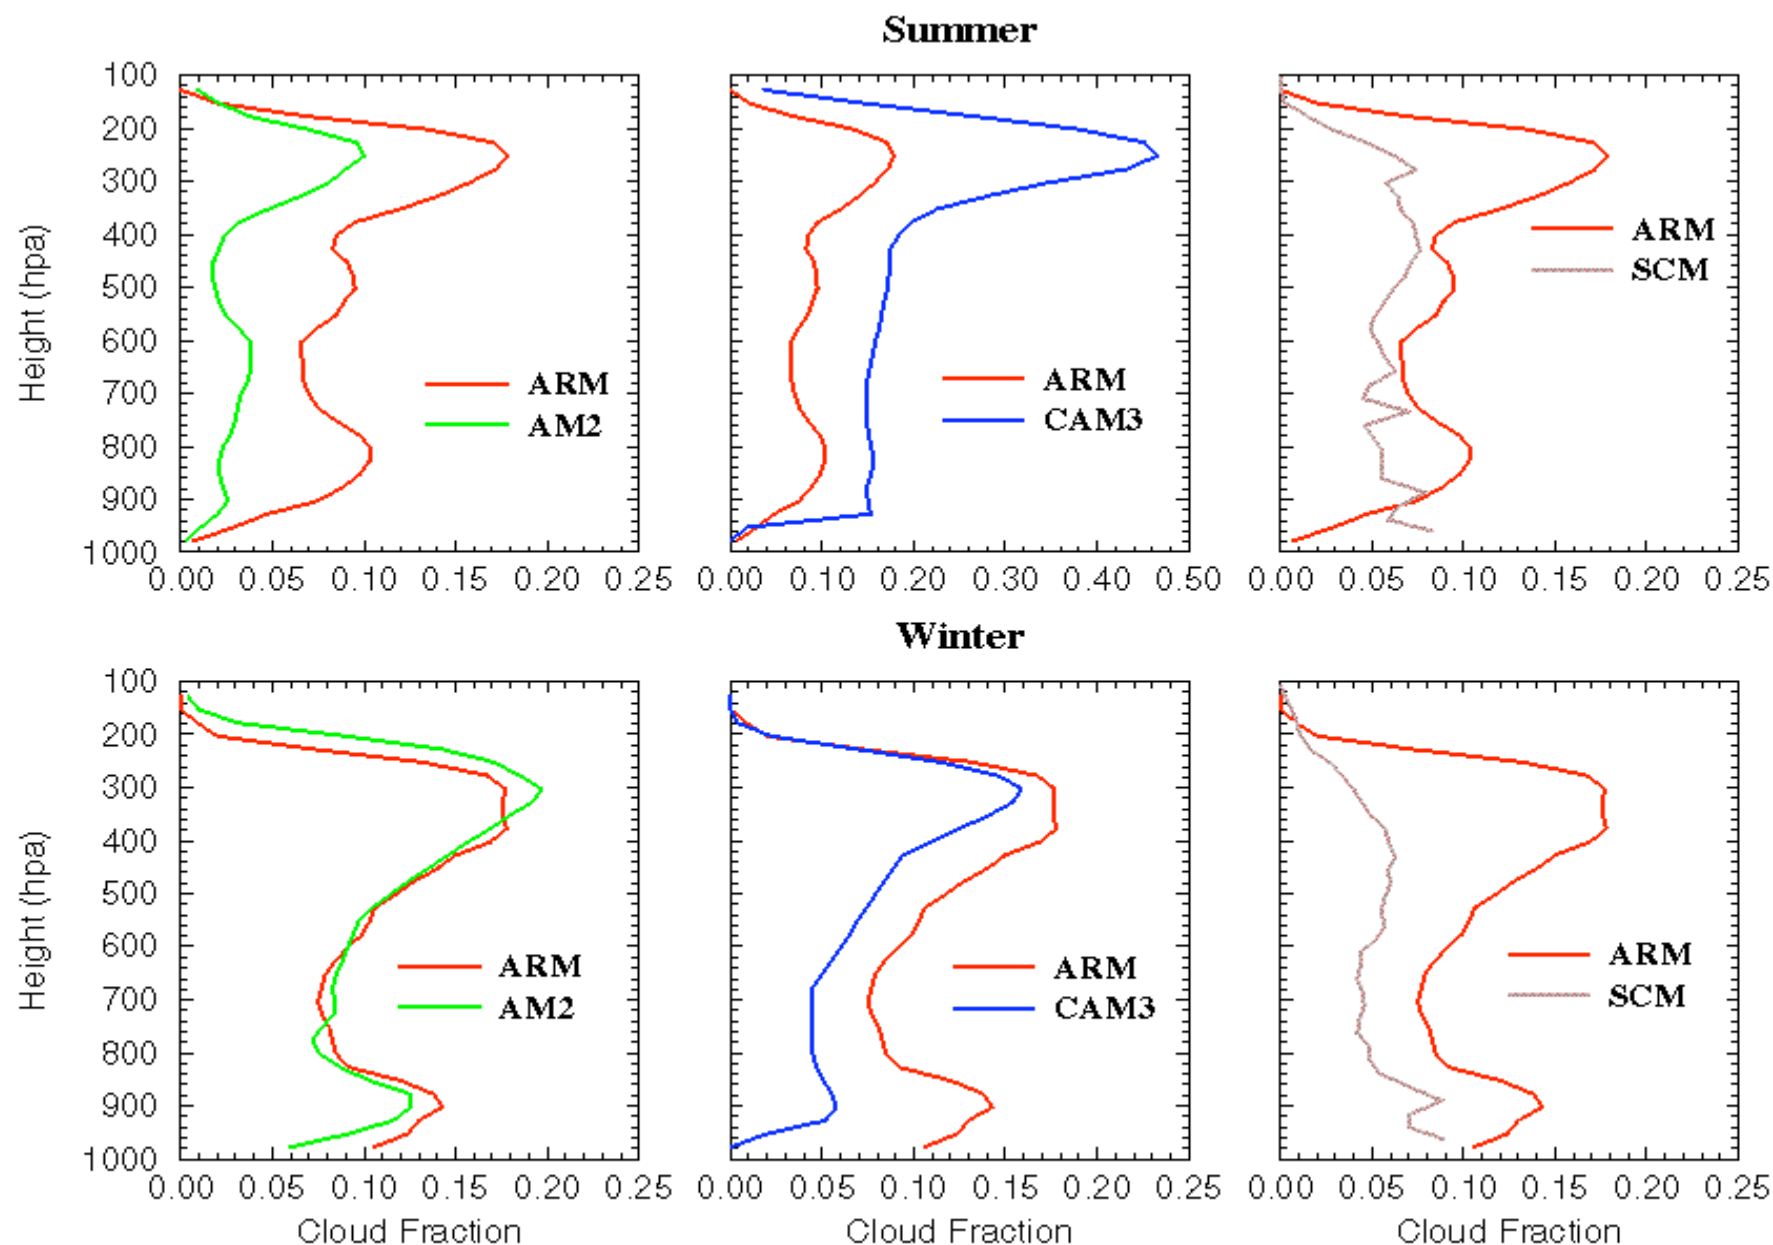 Summer
100
200
300
400
500
600
700
800
900
1000
Height (hpa)
ARM
AM2
0.00 0.05 0.10 0.15 0.20 0.25
ARM
CAM3
0.00 0.10 0.20 0.30 0.40 0.50
ARM
SCM
0.00 0.05 0.10 0.15 0.20 0.25
Winter
100
200
300
400
500
600
700
800
900
1000
Height (hpa)
ARM
AM2
0.00 0.05 0.10 0.15 0.20 0.25
Cloud Fraction
ARM
CAM3
0.00 0.05 0.10 0.15 0.20 0.25
Cloud Fraction
ARM
SCM
0.00 0.05 0.10 0.15 0.20 0.25
Cloud Fraction